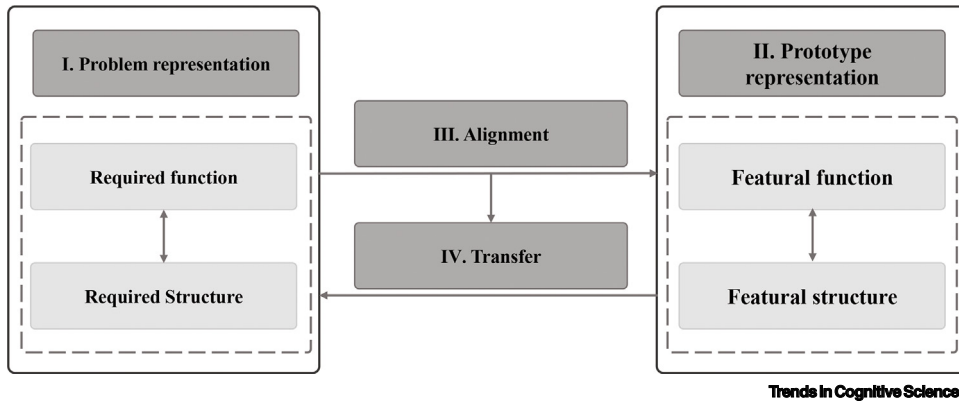 I. Problem representation
Required function
Required Structure
III. Alignment
IV. Transfer
II. Prototype
representation
Featural function
Featural structure
Trends in Cognitive Science